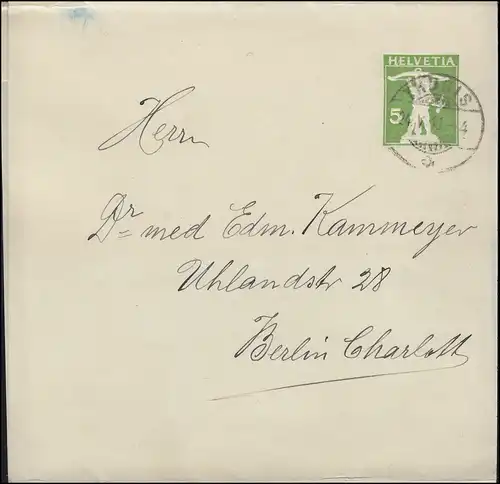 HELVETIA
5
Herrn
Dr med Edm. Kammeyer
Uhlandstr 28
Berlin Charlott